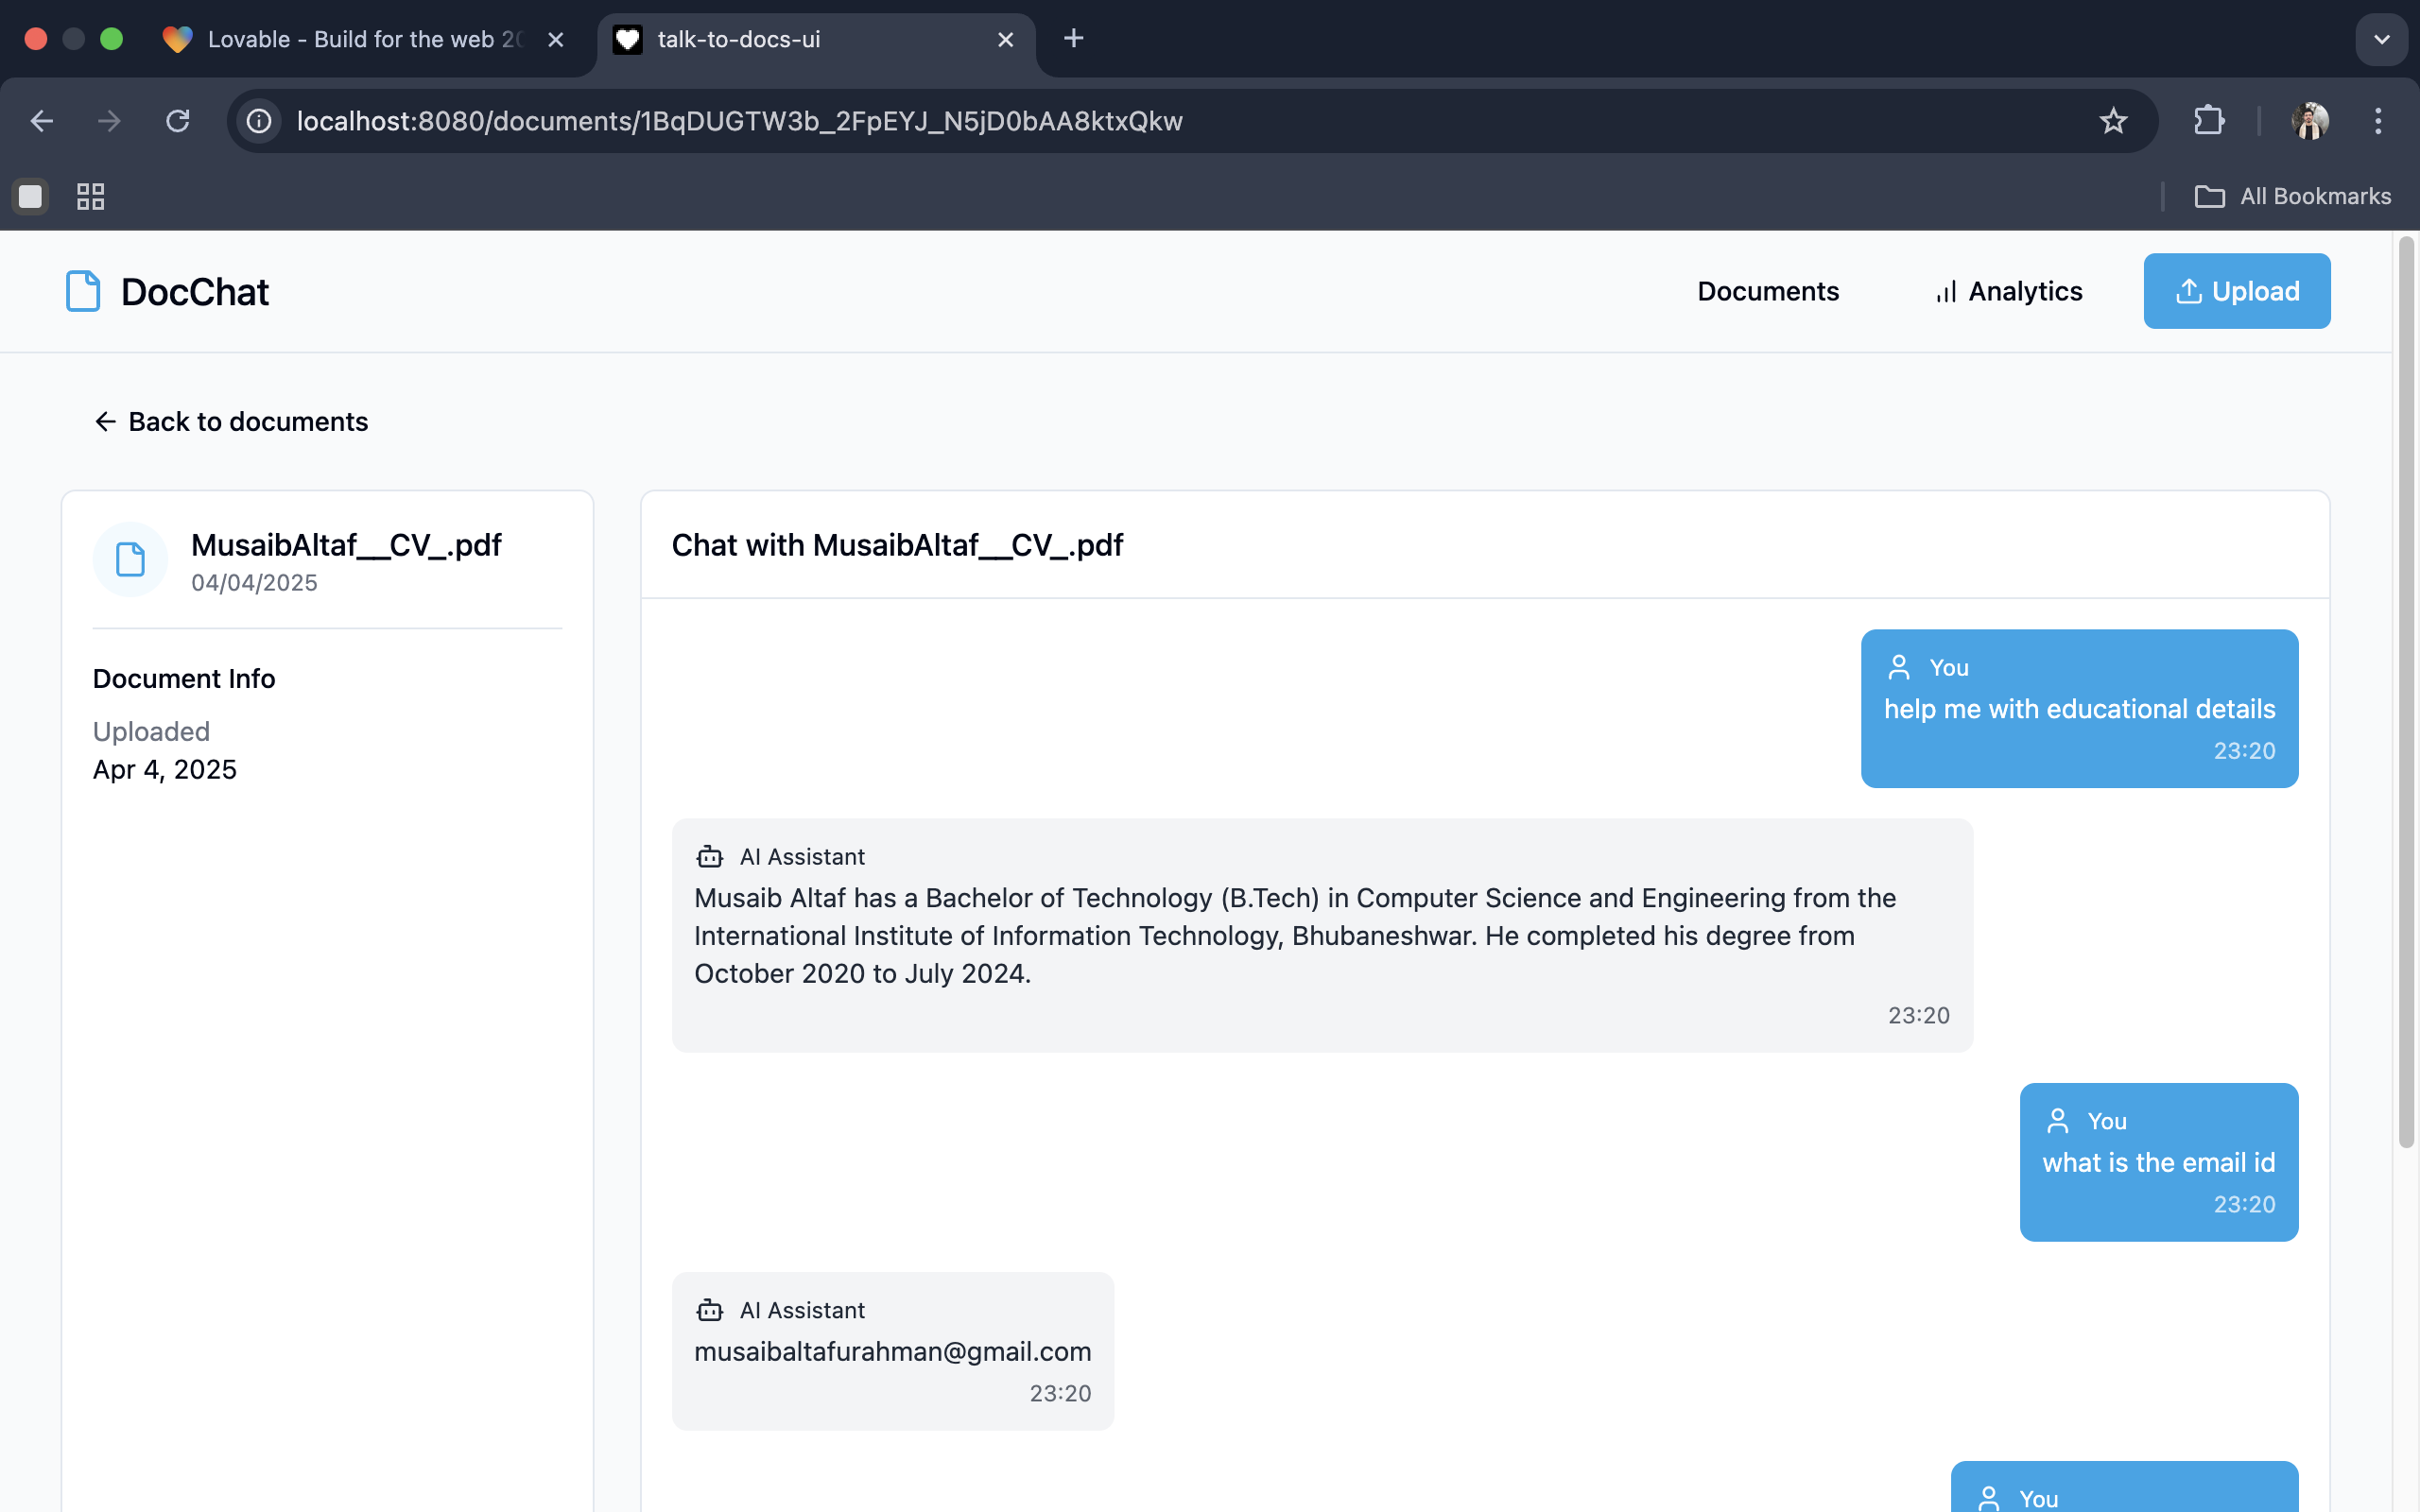 Lovable - Build for the web 20
talk-to-docs-ui
localhost:8080/documents/1BqDUGTW3b_2FpEYJ_N5jD0bAA8ktxQkw
All Bookmarks
DocChat
Documents
Analytics
Upload
Back to documents
MusaibAltaf__CV_.pdf
04/04/2025
Document Info
Uploaded
Apr 4, 2025
Chat with MusaibAltaf__CV_.pdf
You
help me with educational details
23:20
AI Assistant
Musaib Altaf has a Bachelor of Technology (B.Tech) in Computer Science and Engineering from the
International Institute of Information Technology, Bhubaneshwar. He completed his degree from
October 2020 to July 2024.
23:20
You
what is the email id
23:20
AI Assistant
musaibaltafurahman@gmail.com
23:20
You